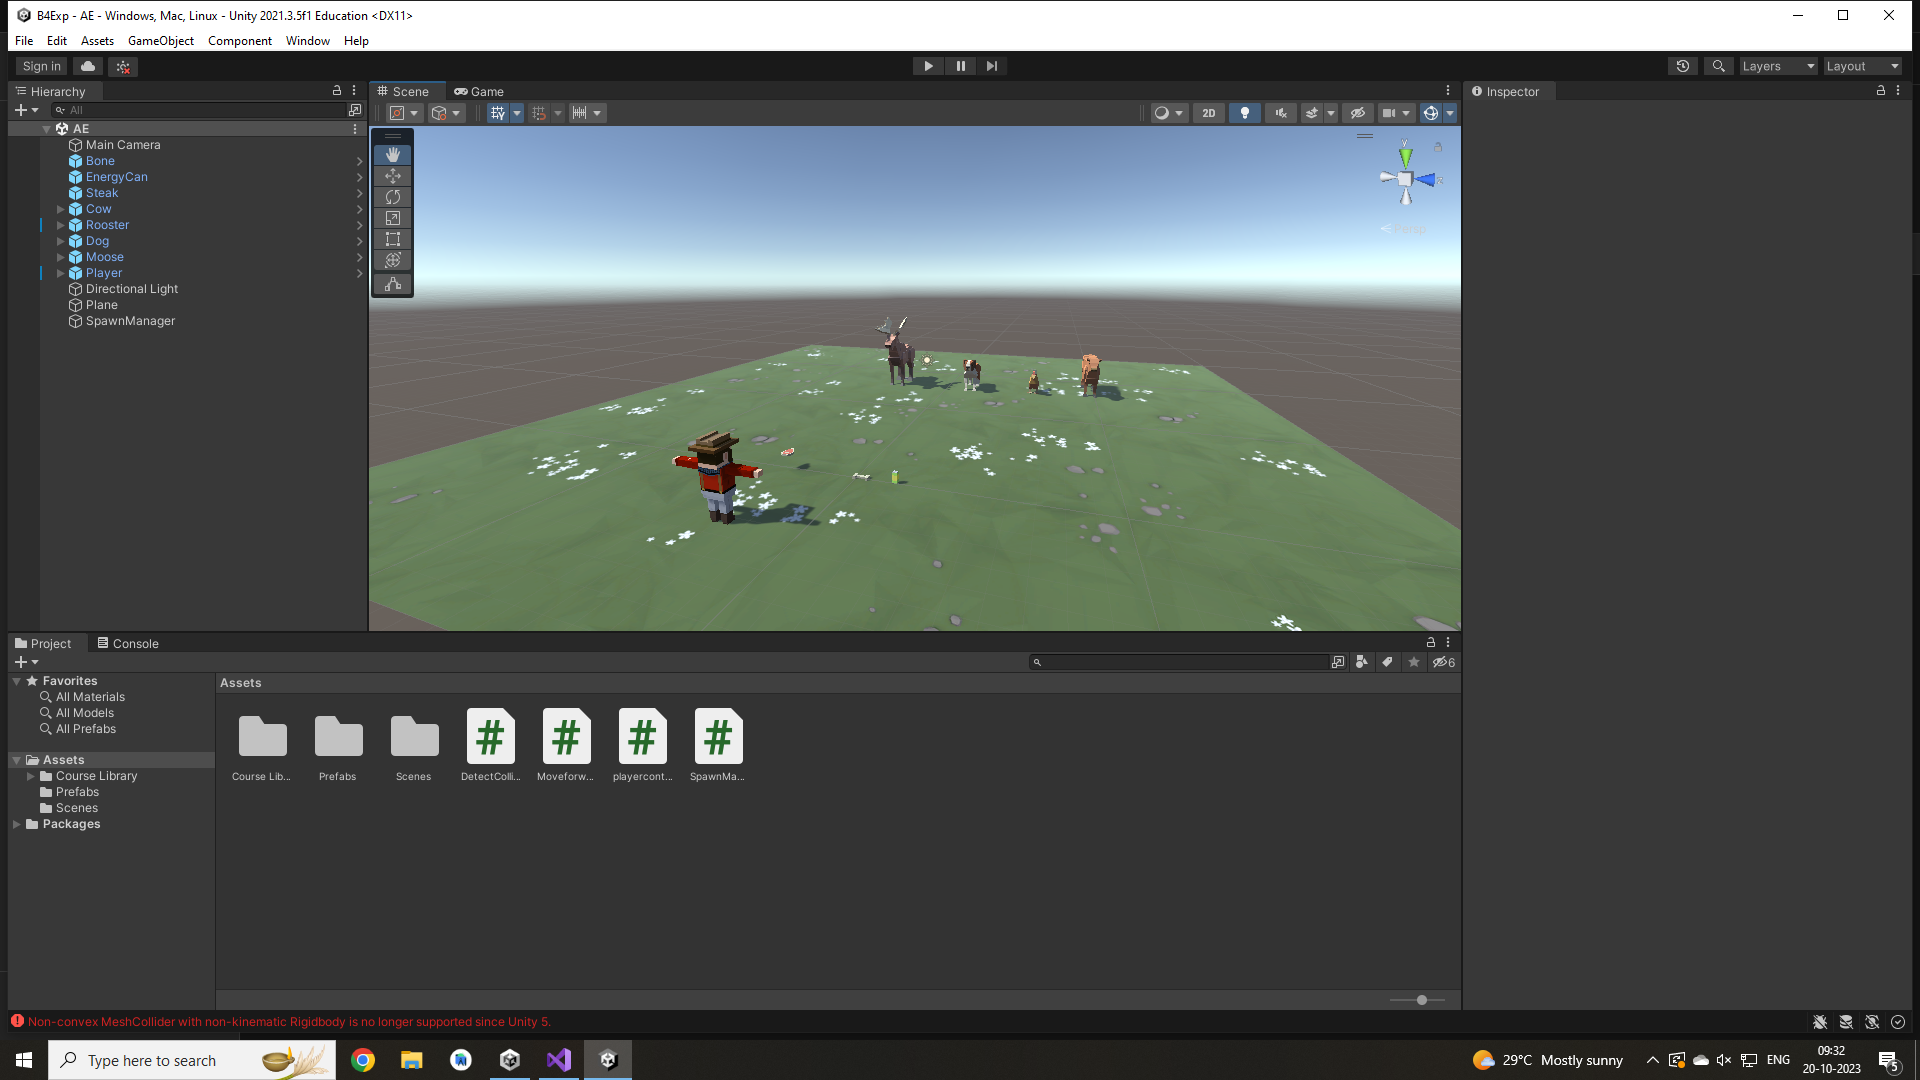 B4Exp - AE - Windows, Mac, Linux - Unity 2021.3.5f1 Education <DX11>
File Edit Assets GameObject Component Window Help
Sign in Layers Layout
Hierarchy
All
AE
Main Camera
Bone
EnergyCan
Steak
Cow
Rooster
Dog
Moose
Player
Directional Light
Plane
SpawnManager
Scene Game
2D
y
Persp
Inspector
Project Console
6
Favorites
All Materials
All Models
All Prefabs
Assets
Course Library
Prefabs
Scenes
Packages
Assets
Course Lib... Prefabs Scenes DetectColli... Moveforw... playercont... SpawnMa...
Non-convex MeshCollider with non-kinematic Rigidbody is no longer supported since Unity 5.
Type here to search
29°C Mostly sunny
ENG
09:32
20-10-2023
5